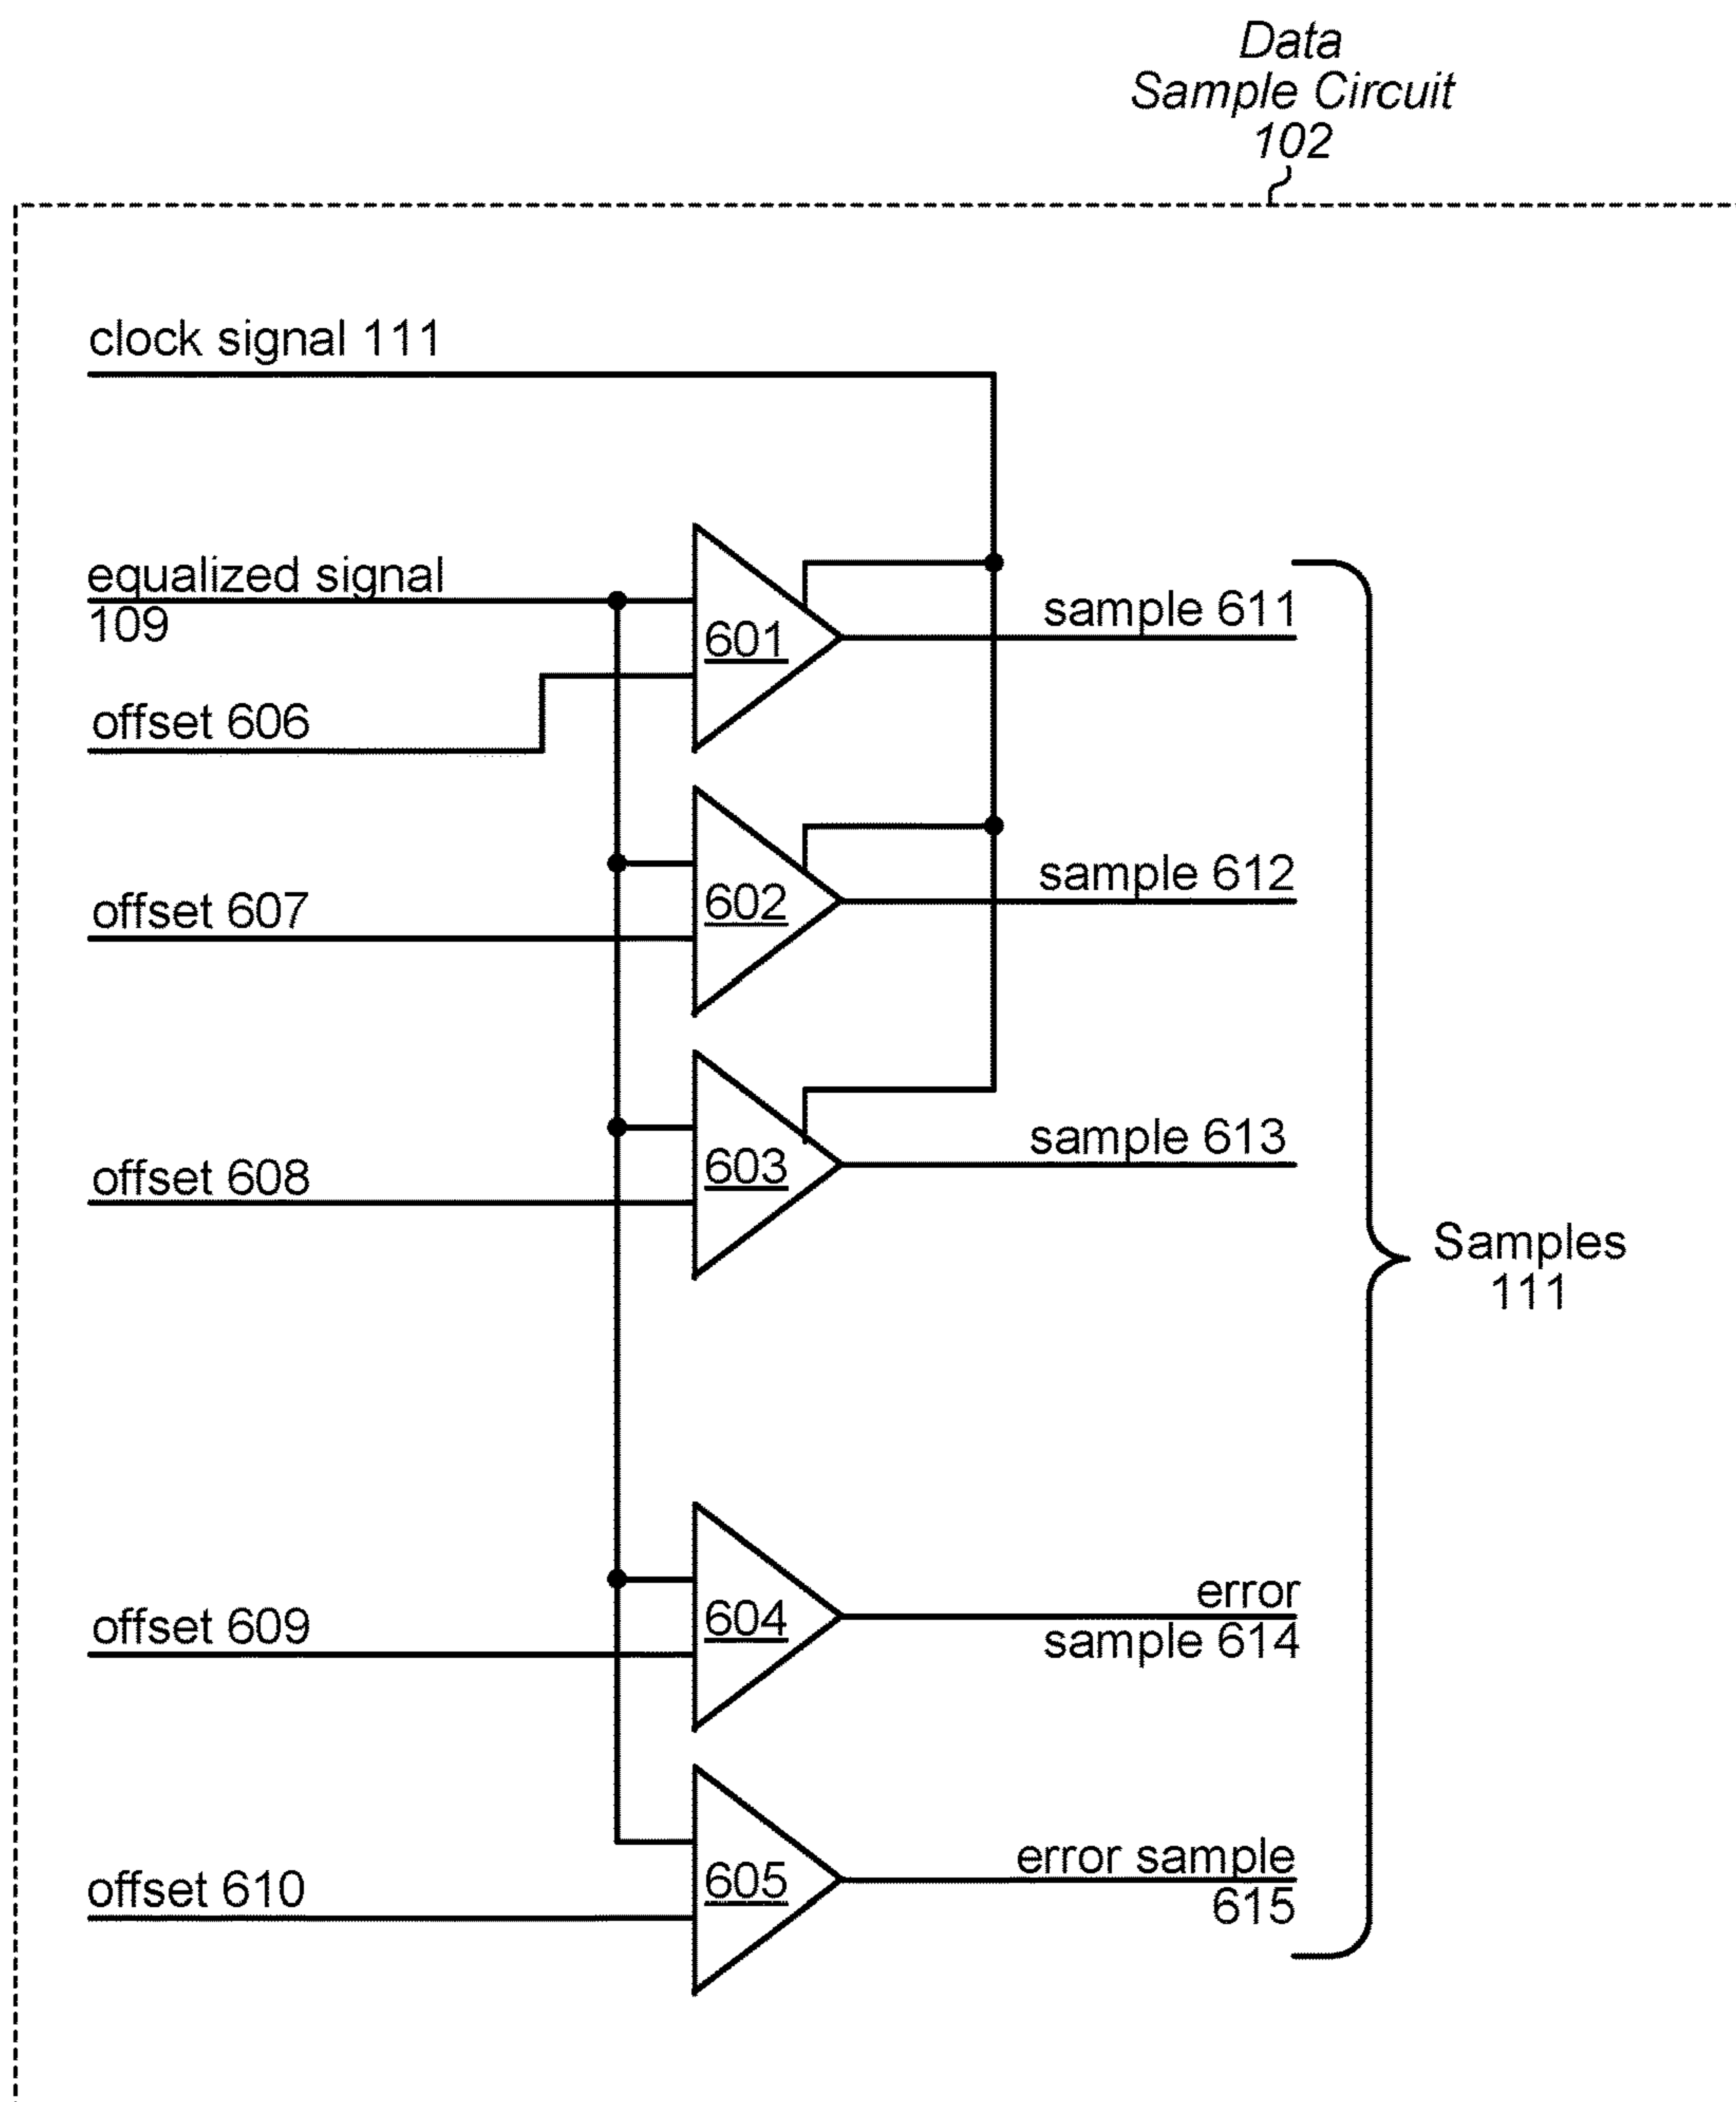 Data
Sample Circuit
102
clock signal 111
equalized signal
109
601
sample 611
offset 606
602
sample 612
offset 607
603
sample 613
offset 608
Samples
111
604
error
sample 614
offset 609
605
error sample
615
offset 610